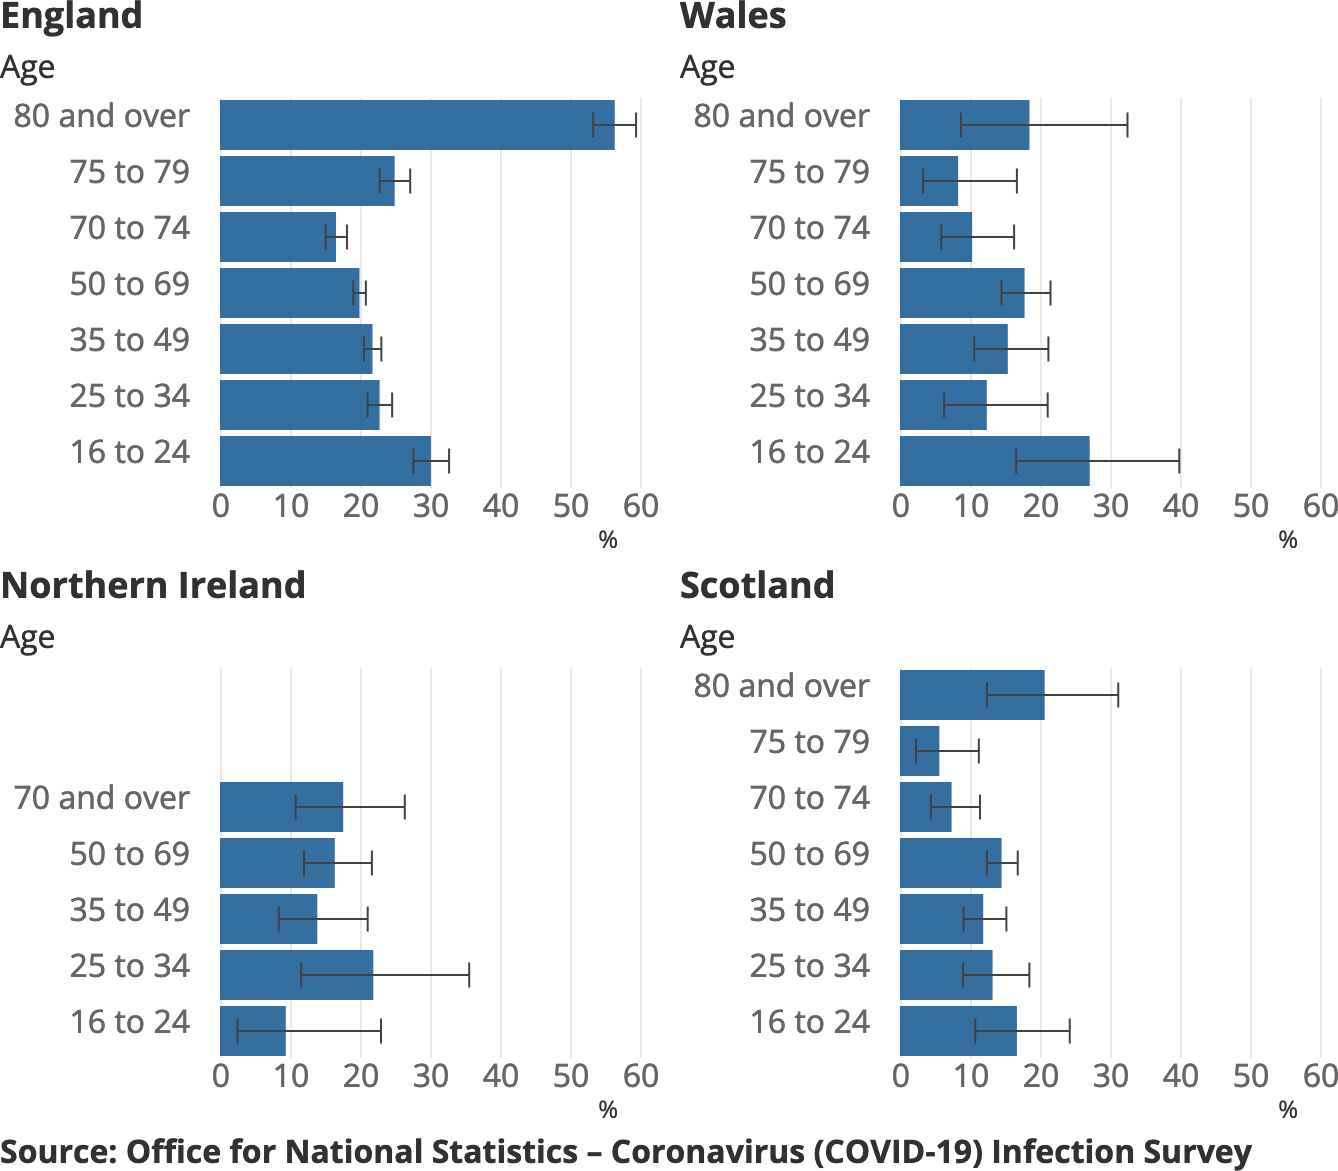 England
Age
80 and over
75 to 79
70 to 74
50 to 69
35 to 49
25 to 34
16 to 24
0 10 20 30 40 50 60
%
Wales
Age
80 and over
75 to 79
70 to 74
50 to 69
35 to 49
25 to 34
16 to 24
0 10 20 30 40 50 60
%
Northern Ireland
Age
70 and over
50 to 69
35 to 49
25 to 34
16 to 24
0 10 20 30 40 50 60
%
Scotland
Age
80 and over
75 to 79
70 to 74
50 to 69
35 to 49
25 to 34
16 to 24
0 10 20 30 40 50 60
%
Source: Office for National Statistics – Coronavirus (COVID-19) Infection Survey